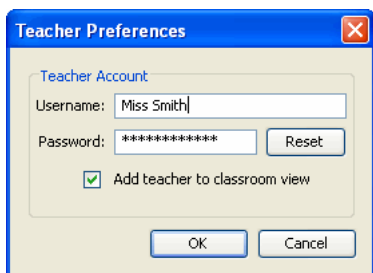 Teacher Preferences
Teacher Account
Username: Miss Smith
Password: ************ Reset
Add teacher to classroom view
OK Cancel